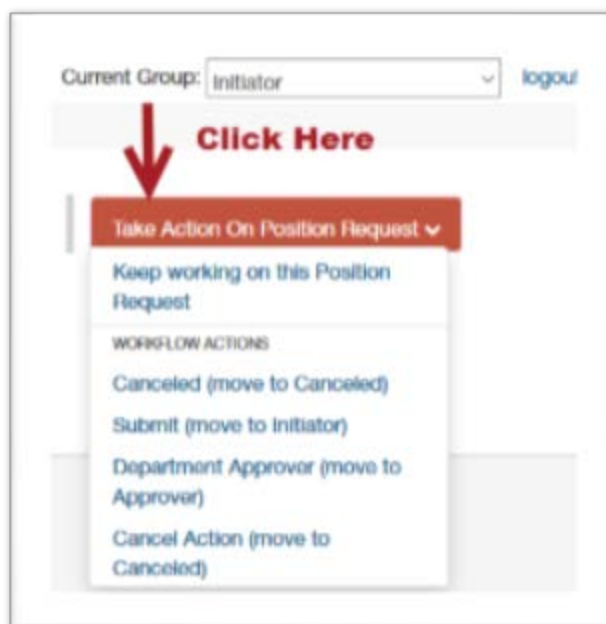 Current Group: Initiator logout
Click Here
Take Action On Position Request
Keep working on this Position
Request
WORKFLOW ACTIONS
Canceled (move to Canceled)
Submit (move to Initiator)
Department Approver (move to
Approver)
Cancel Action (move to
Canceled)